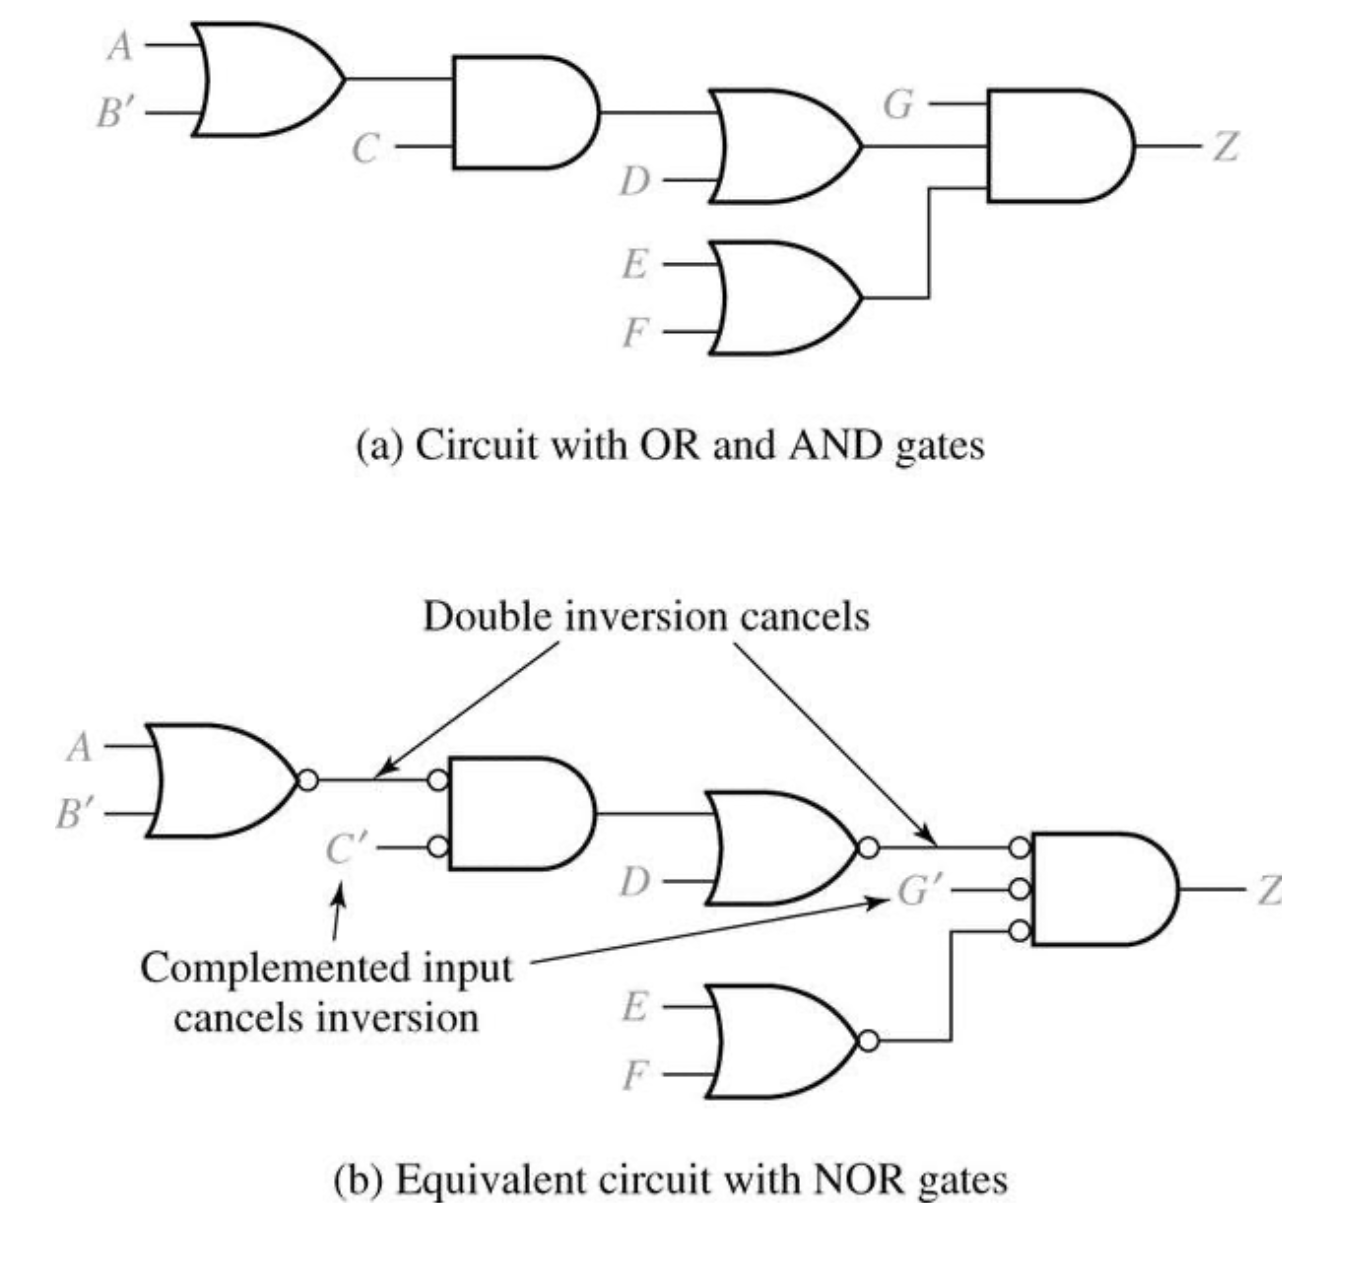 A
B′
C
D
G
Z
E
F
(a) Circuit with OR and AND gates
Double inversion cancels
A
B′
C′
D
G′
Z
Complemented input
cancels inversion
E
F
(b) Equivalent circuit with NOR gates